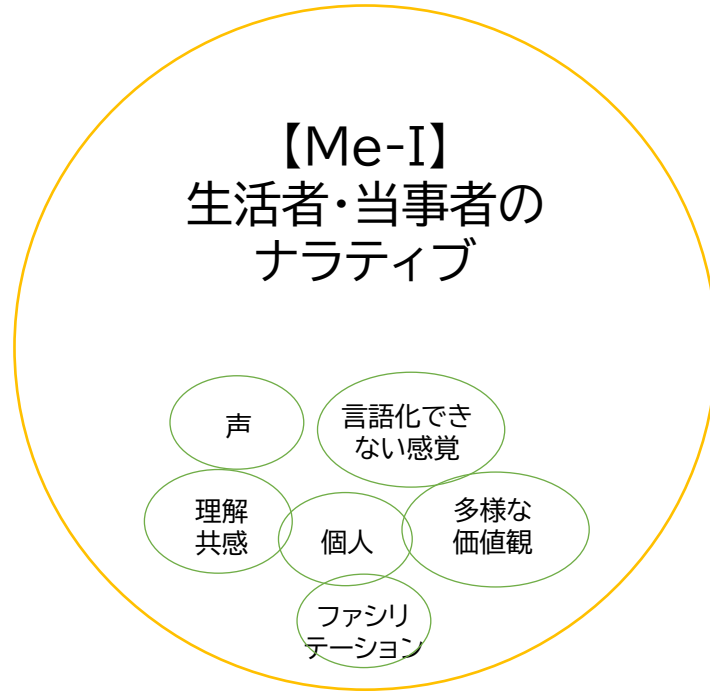 【Me-I】
生活者・当事者の
ナラティブ
声
言語化でき
ない感覚
理解
共感
個人
多様な
価値観
ファシリ
テーション